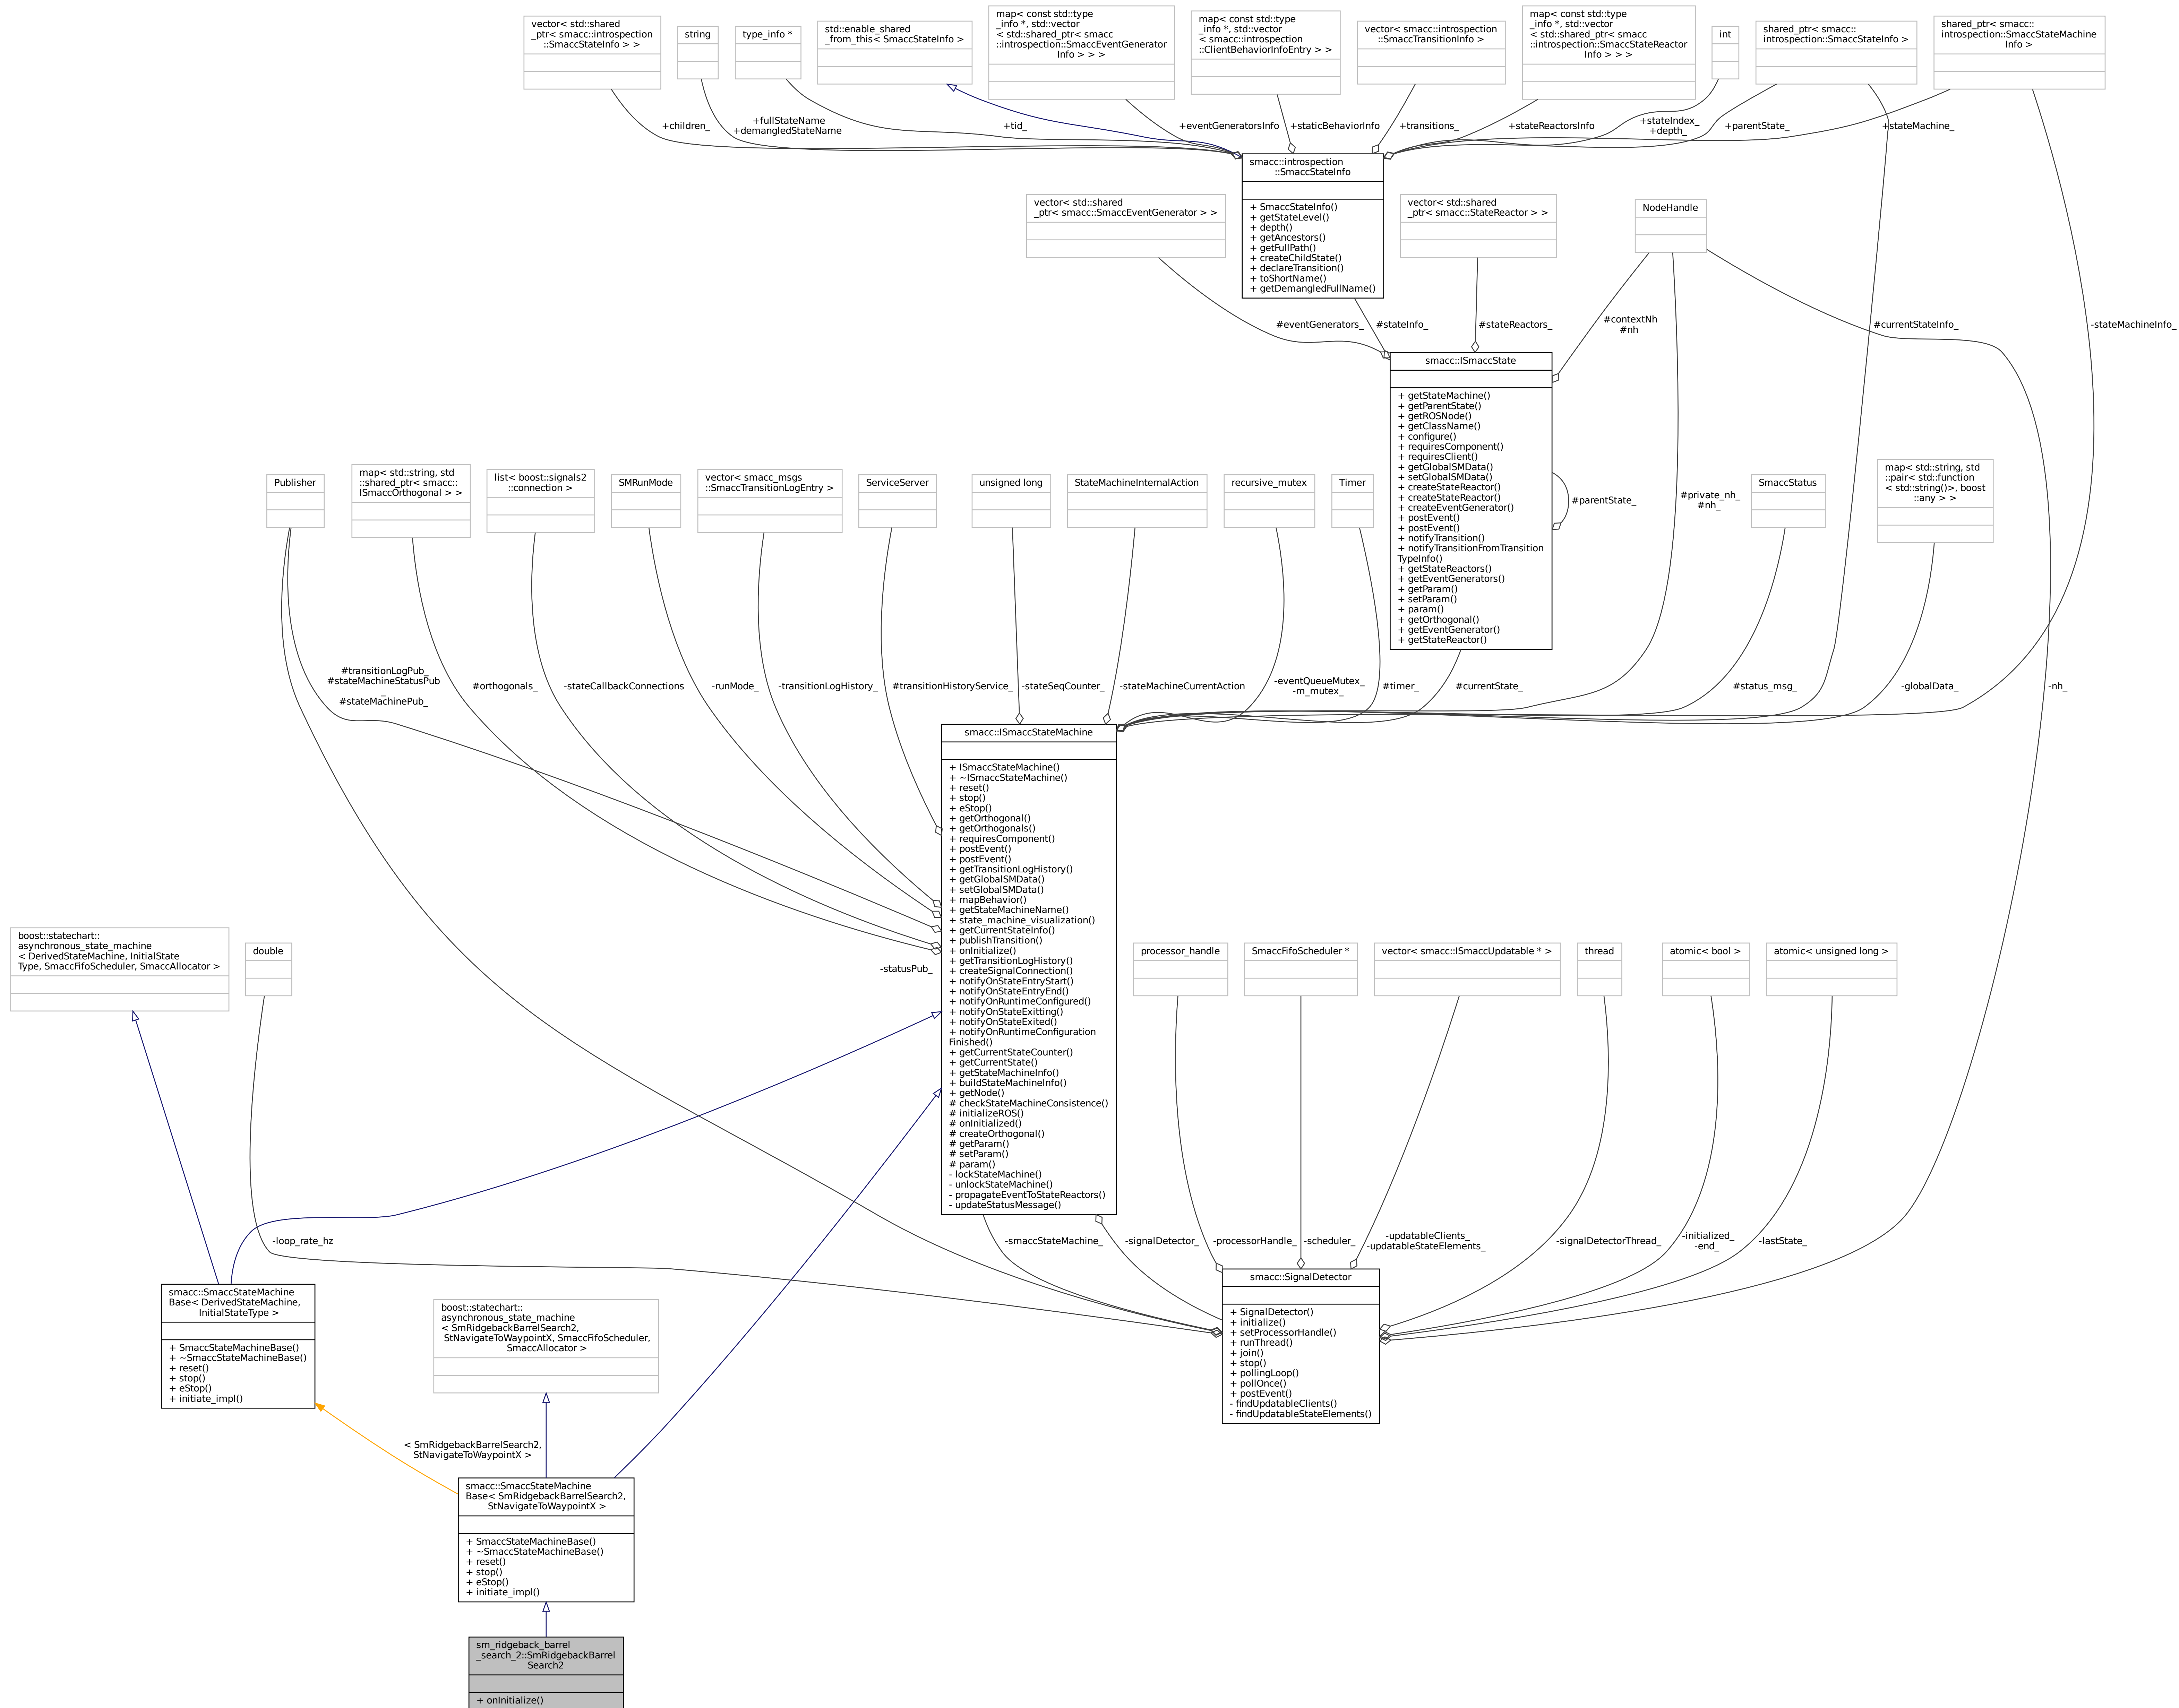 vector< std::shared
_ptr< smacc::introspection
::SmaccStateInfo > >
string
type_info *
std::enable_shared
_from_this< SmaccStateInfo >
map< const std::type
_info *, std::vector
< std::shared_ptr< smacc
::introspection::SmaccEventGenerator
Info > > >
map< const std::type
_info *, std::vector
< smacc::introspection
::ClientBehaviorInfoEntry > >
vector< smacc::introspection
::SmaccTransitionInfo >
map< const std::type
_info *, std::vector
< std::shared_ptr< smacc
::introspection::SmaccStateReactor
Info > > >
int
shared_ptr< smacc::
introspection::SmaccStateInfo >
shared_ptr< smacc::
introspection::SmaccStateMachine
Info >
+children_
+fullStateName
+demangledStateName
+tid_
+eventGeneratorsInfo
+staticBehaviorInfo
+transitions_
+stateReactorsInfo
+stateIndex_
+depth_
+parentState_
+stateMachine_
smacc::introspection
::SmaccStateInfo
+ SmaccStateInfo()
+ getStateLevel()
+ depth()
+ getAncestors()
+ getFullPath()
+ createChildState()
+ declareTransition()
+ toShortName()
+ getDemangledFullName()
vector< std::shared
_ptr< smacc::SmaccEventGenerator > >
vector< std::shared
_ptr< smacc::StateReactor > >
NodeHandle
#eventGenerators_
#stateInfo_
#stateReactors_
#contextNh
#nh
#currentStateInfo_
-stateMachineInfo_
smacc::ISmaccState
+ getStateMachine()
+ getParentState()
+ getROSNode()
+ getClassName()
+ configure()
+ requiresComponent()
+ requiresClient()
+ getGlobalSMData()
+ setGlobalSMData()
+ createStateReactor()
+ createStateReactor()
+ createEventGenerator()
+ postEvent()
+ postEvent()
+ notifyTransition()
+ notifyTransitionFromTransition
TypeInfo()
+ getStateReactors()
+ getEventGenerators()
+ getParam()
+ setParam()
+ param()
+ getOrthogonal()
+ getEventGenerator()
+ getStateReactor()
#parentState_
#private_nh_
#nh_
Publisher
map< std::string, std
::shared_ptr< smacc::
ISmaccOrthogonal > >
list< boost::signals2
::connection >
SMRunMode
vector< smacc_msgs
::SmaccTransitionLogEntry >
ServiceServer
unsigned long
StateMachineInternalAction
recursive_mutex
Timer
SmaccStatus
map< std::string, std
::pair< std::function
< std::string()>, boost
::any > >
#transitionLogPub_
#stateMachineStatusPub
_
#stateMachinePub_
#orthogonals_
-stateCallbackConnections
-runMode_
-transitionLogHistory_
#transitionHistoryService_
-stateSeqCounter_
-stateMachineCurrentAction
-eventQueueMutex_
-m_mutex_
#timer_
#currentState_
#status_msg_
-globalData_
-nh_
smacc::ISmaccStateMachine
+ ISmaccStateMachine()
+ ~ISmaccStateMachine()
+ reset()
+ stop()
+ eStop()
+ getOrthogonal()
+ getOrthogonals()
+ requiresComponent()
+ postEvent()
+ postEvent()
+ getTransitionLogHistory()
+ getGlobalSMData()
+ setGlobalSMData()
+ mapBehavior()
+ getStateMachineName()
+ state_machine_visualization()
+ getCurrentStateInfo()
+ publishTransition()
+ onInitialize()
+ getTransitionLogHistory()
+ createSignalConnection()
+ notifyOnStateEntryStart()
+ notifyOnStateEntryEnd()
+ notifyOnRuntimeConfigured()
+ notifyOnStateExitting()
+ notifyOnStateExited()
+ notifyOnRuntimeConfiguration
Finished()
+ getCurrentStateCounter()
+ getCurrentState()
+ getStateMachineInfo()
+ buildStateMachineInfo()
+ getNode()
# checkStateMachineConsistence()
# initializeROS()
# onInitialized()
# createOrthogonal()
# getParam()
# setParam()
# param()
- lockStateMachine()
- unlockStateMachine()
- propagateEventToStateReactors()
- updateStatusMessage()
boost::statechart::
asynchronous_state_machine
< DerivedStateMachine, InitialState
Type, SmaccFifoScheduler, SmaccAllocator >
double
-statusPub_
processor_handle
SmaccFifoScheduler *
vector< smacc::ISmaccUpdatable * >
thread
atomic< bool >
atomic< unsigned long >
-loop_rate_hz
-smaccStateMachine_
-signalDetector_
-processorHandle_
-scheduler_
-updatableClients_
-updatableStateElements_
-signalDetectorThread_
-initialized_
-end_
-lastState_
smacc::SmaccStateMachine
Base< DerivedStateMachine,
InitialStateType >
+ SmaccStateMachineBase()
+ ~SmaccStateMachineBase()
+ reset()
+ stop()
+ eStop()
+ initiate_impl()
boost::statechart::
asynchronous_state_machine
< SmRidgebackBarrelSearch2,
StNavigateToWaypointX, SmaccFifoScheduler,
SmaccAllocator >
smacc::SignalDetector
+ SignalDetector()
+ initialize()
+ setProcessorHandle()
+ runThread()
+ join()
+ stop()
+ pollingLoop()
+ pollOnce()
+ postEvent()
- findUpdatableClients()
- findUpdatableStateElements()
< SmRidgebackBarrelSearch2,
StNavigateToWaypointX >
smacc::SmaccStateMachine
Base< SmRidgebackBarrelSearch2,
StNavigateToWaypointX >
+ SmaccStateMachineBase()
+ ~SmaccStateMachineBase()
+ reset()
+ stop()
+ eStop()
+ initiate_impl()
sm_ridgeback_barrel
_search_2::SmRidgebackBarrel
Search2
+ onInitialize()